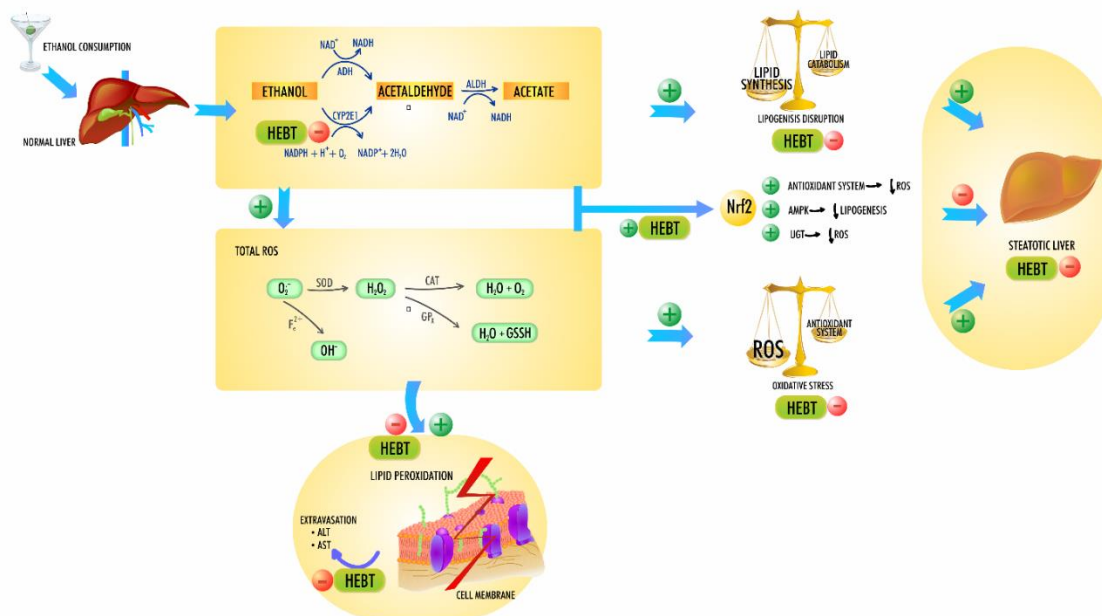 ETHANOL CONSUMPTION
NORMAL LIVER
NAD⁺ NADH
ADH
ETHANOL
ACETALDEHYDE
ALDH
ACETATE
NAD⁺
NADH
CYP2E1
HEBT
NADPH + H⁺ + O₂
NADP⁺ + 2H₂O
LIPID
SYNTHESIS
LIPID
CATABOLISM
LIPOGENISIS DISRUPTION
HEBT
HEBT
Nrf2
ANTIOXIDANT SYSTEM → ↓ROS
AMPK → ↓LIPOGENESIS
UGT → ↓ROS
TOTAL ROS
O₂⁻
SOD
H₂O₂
CAT
H₂O + O₂
Fe²⁺
GPx
H₂O + GSSH
OH⁻
ROS
ANTIOXIDANT
SYSTEM
OXIDATIVE STRESS
HEBT
STEATOTIC LIVER
HEBT
HEBT
LIPID PEROXIDATION
EXTRAVASATION
• ALT
• AST
HEBT
CELL MEMBRANE